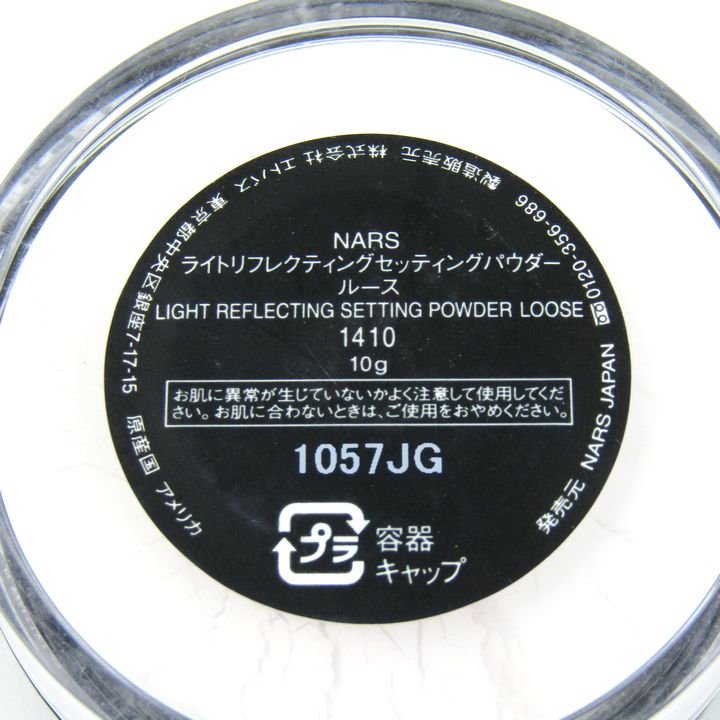 NARS
ライトリフレクティングセッティングパウダー
ルース
LIGHT REFLECTING SETTING POWDER LOOSE
1410
10g
お肌に異常が生じていないかよく注意して使用してくだ
さい。お肌に合わないときは、ご使用をおやめください。
1057JG
プラ
容器
キャップ
発売元 NARS JAPAN 0120-356-686
製造販売元 株式会社 エトバス 東京都中央区銀座7-17-15 原産国 アメリカ